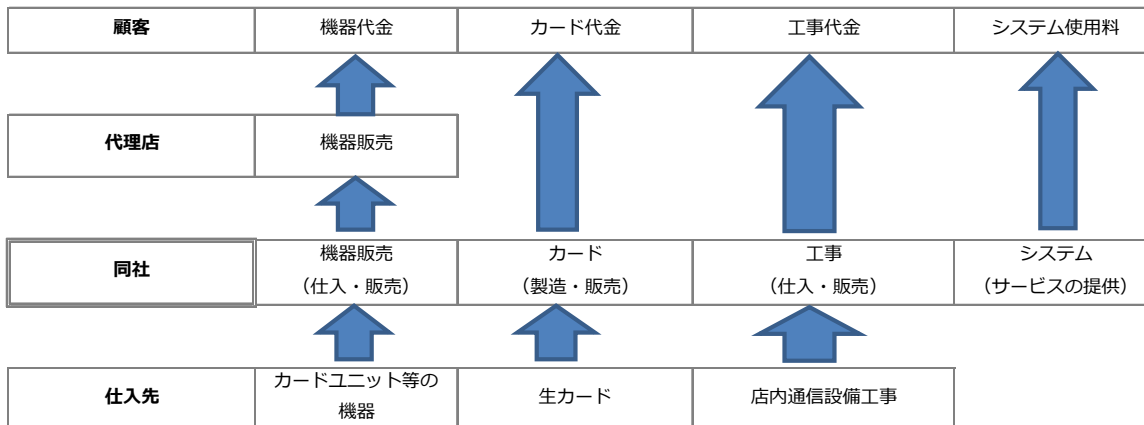 顧客 機器代金 カード代金 工事代金 システム使用料
代理店 機器販売
同社 機器販売 カード 工事 システム
（仕入・販売） （製造・販売） （仕入・販売） （サービスの提供）
仕入先 カードユニット等の 生カード 店内通信設備工事
機器